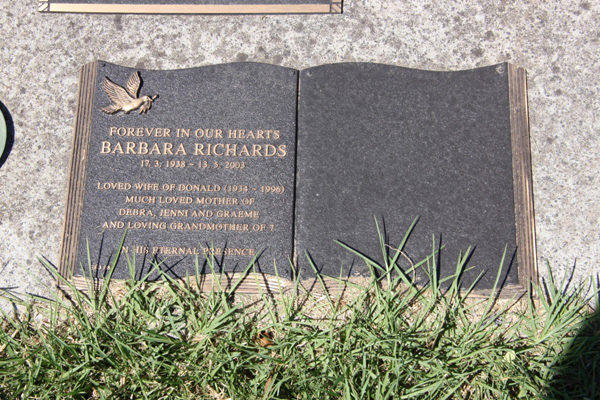 FOREVER IN OUR HEARTS
BARBARA RICHARDS
17. 3. 1938 - 13. 5. 2003
LOVED WIFE OF DONALD (1934 - 1996)
MUCH LOVED MOTHER OF
DEBRA, JENNI AND GRAEME
AND LOVING GRANDMOTHER OF 7.
IN HIS ETERNAL PRESENCE